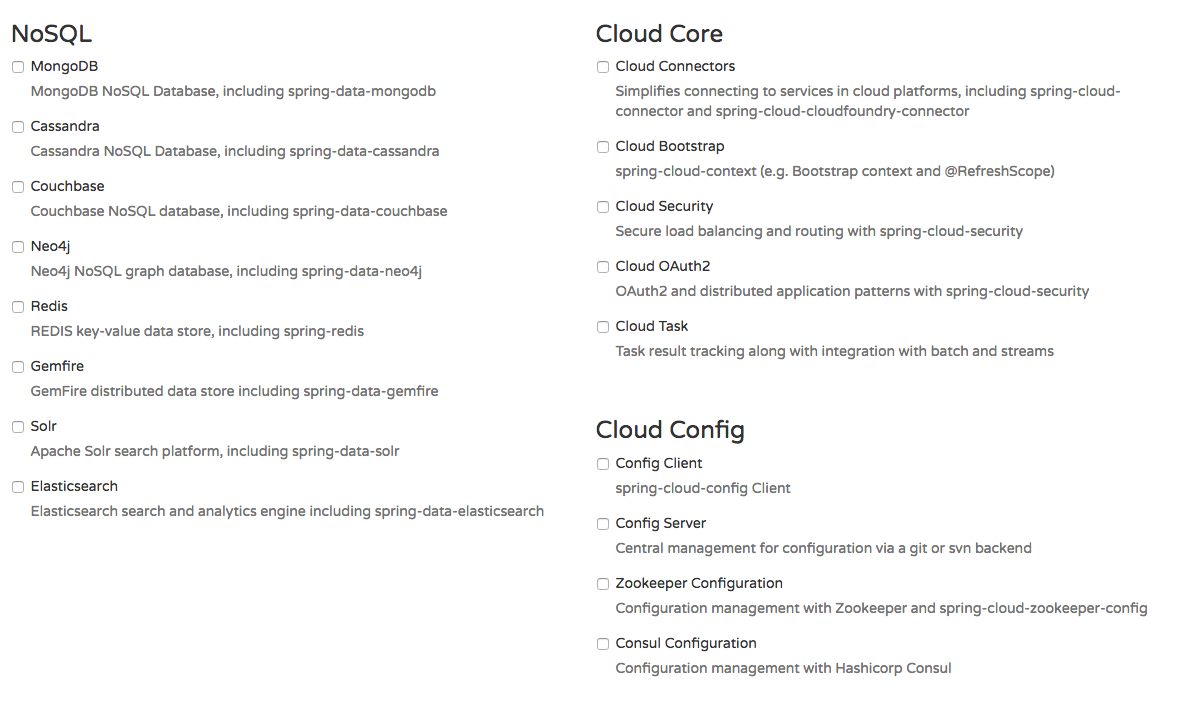 NoSQL
MongoDB
MongoDB NoSQL Database, including spring-data-mongodb
Cassandra
Cassandra NoSQL Database, including spring-data-cassandra
Couchbase
Couchbase NoSQL database, including spring-data-couchbase
Neo4j
Neo4j NoSQL graph database, including spring-data-neo4j
Redis
REDIS key-value data store, including spring-redis
Gemfire
GemFire distributed data store including spring-data-gemfire
Solr
Apache Solr search platform, including spring-data-solr
Elasticsearch
Elasticsearch search and analytics engine including spring-data-elasticsearch
Cloud Core
Cloud Connectors
Simplifies connecting to services in cloud platforms, including spring-cloud-
connector and spring-cloud-cloudfoundry-connector
Cloud Bootstrap
spring-cloud-context (e.g. Bootstrap context and @RefreshScope)
Cloud Security
Secure load balancing and routing with spring-cloud-security
Cloud OAuth2
OAuth2 and distributed application patterns with spring-cloud-security
Cloud Task
Task result tracking along with integration with batch and streams
Cloud Config
Config Client
spring-cloud-config Client
Config Server
Central management for configuration via a git or svn backend
Zookeeper Configuration
Configuration management with Zookeeper and spring-cloud-zookeeper-config
Consul Configuration
Configuration management with Hashicorp Consul